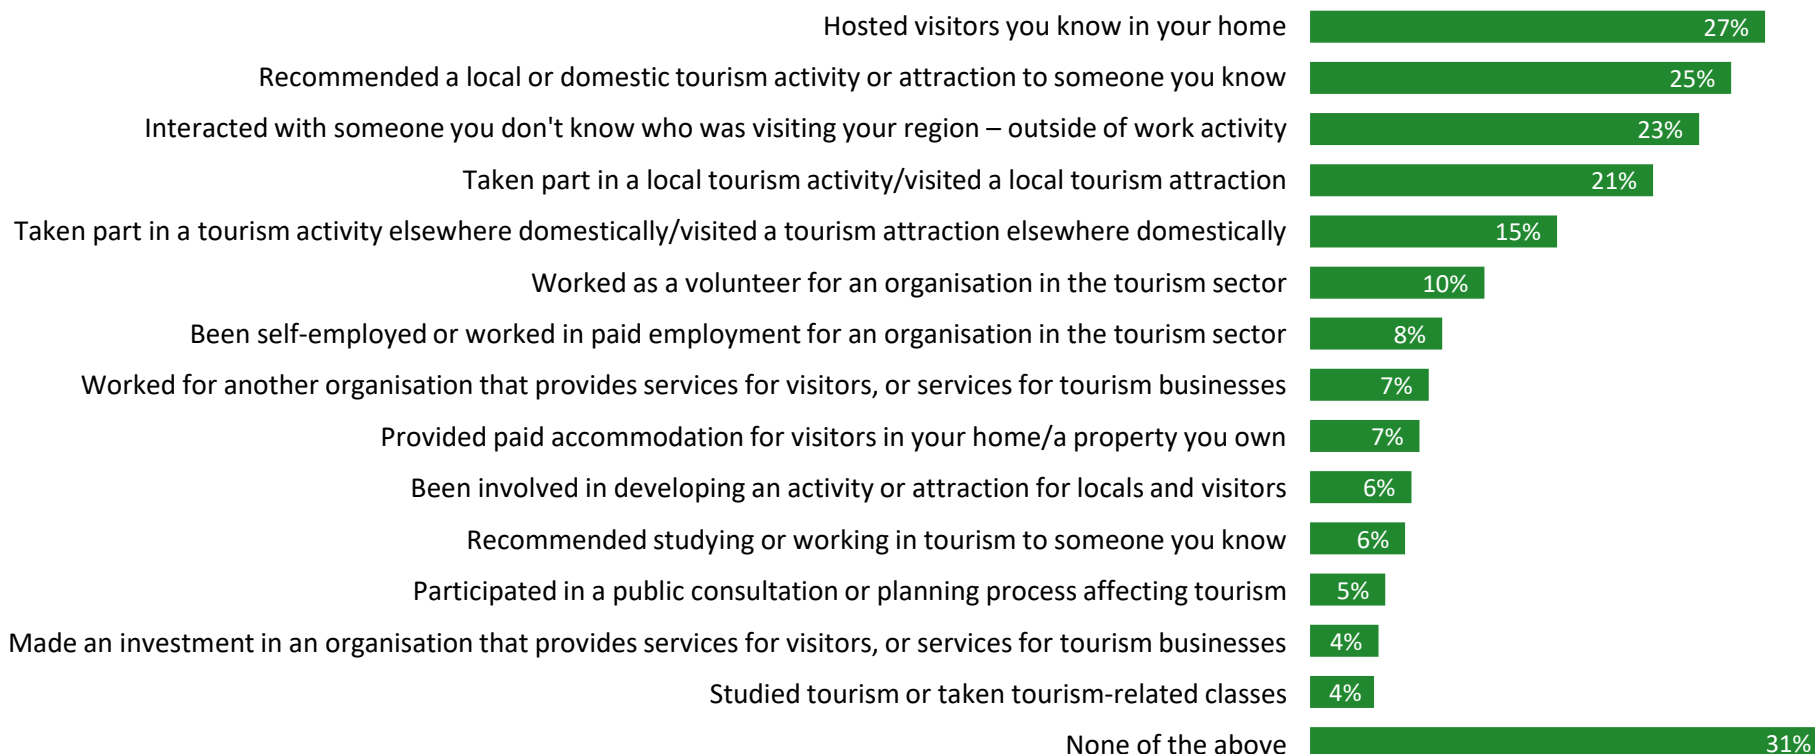 Hosted visitors you know in your home 27%
Recommended a local or domestic tourism activity or attraction to someone you know 25%
Interacted with someone you don't know who was visiting your region – outside of work activity 23%
Taken part in a local tourism activity/visited a local tourism attraction 21%
Taken part in a tourism activity elsewhere domestically/visited a tourism attraction elsewhere domestically 15%
Worked as a volunteer for an organisation in the tourism sector 10%
Been self-employed or worked in paid employment for an organisation in the tourism sector 8%
Worked for another organisation that provides services for visitors, or services for tourism businesses 7%
Provided paid accommodation for visitors in your home/a property you own 7%
Been involved in developing an activity or attraction for locals and visitors 6%
Recommended studying or working in tourism to someone you know 6%
Participated in a public consultation or planning process affecting tourism 5%
Made an investment in an organisation that provides services for visitors, or services for tourism businesses 4%
Studied tourism or taken tourism-related classes 4%
None of the above 31%